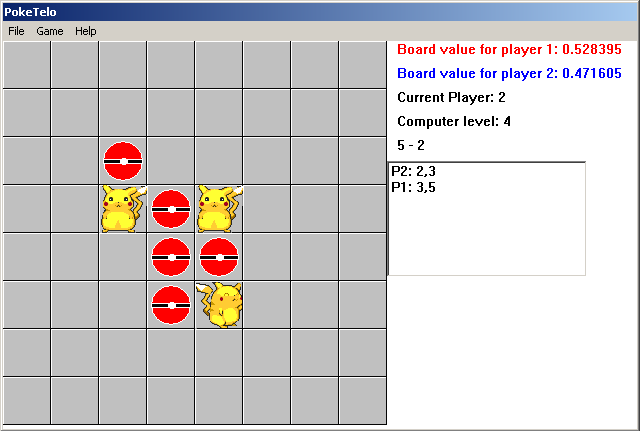 PokeTelo
File Game Help
Board value for player 1: 0.528395
Board value for player 2: 0.471605
Current Player: 2
Computer level: 4
5 - 2
P2: 2,3
P1: 3,5